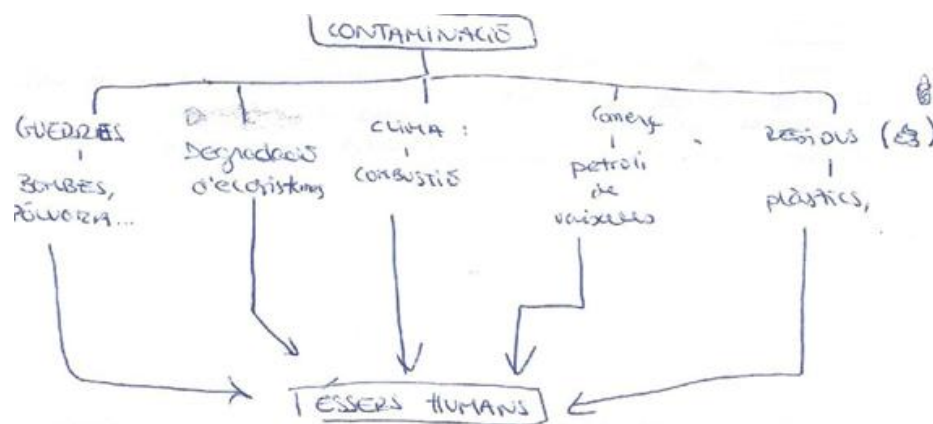 CONTAMINACIÓ
GUERRES
BOMBES,
PÓLVORA...
Degradació
d'ecosistemes
CLIMA :
COMBUSTIÓ
Comerç
petroli
de
vaixells
RESIDUS
plàstics,
ÉSSERS HUMANS